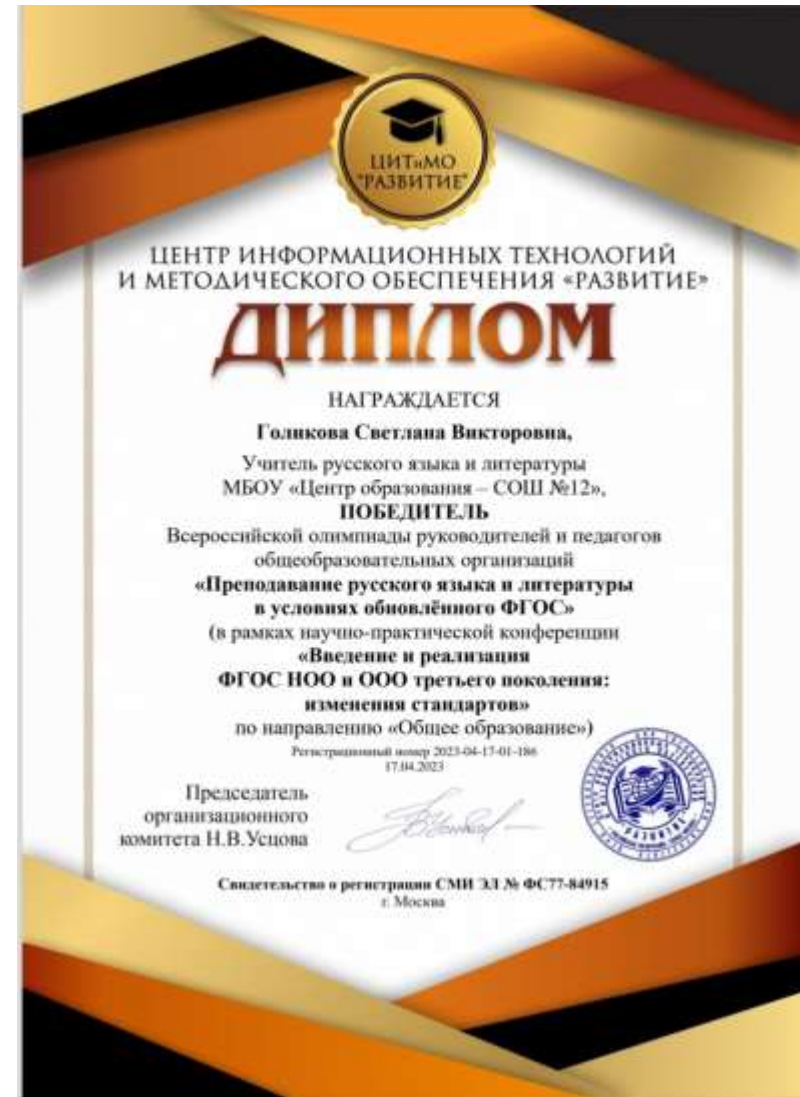 ЦИТиМО
"РАЗВИТИЕ"
ЦЕНТР ИНФОРМАЦИОННЫХ ТЕХНОЛОГИЙ
И МЕТОДИЧЕСКОГО ОБЕСПЕЧЕНИЯ «РАЗВИТИЕ»
ДИПЛОМ
НАГРАЖДАЕТСЯ
Голикова Светлана Викторовна,
Учитель русского языка и литературы
МБОУ «Центр образования – СОШ №12»,
ПОБЕДИТЕЛЬ
Всероссийской олимпиады руководителей и педагогов
общеобразовательных организаций
«Преподавание русского языка и литературы
в условиях обновлённого ФГОС»
(в рамках научно-практической конференции
«Введение и реализация
ФГОС НОО и ООО третьего поколения:
изменения стандартов»
по направлению «Общее образование»)
Регистрационный номер 2023-04-17-01-186
17.04.2023
Председатель
организационного
комитета Н.В.Усцова
РАЗВИТИЕ
Свидетельство о регистрации СМИ ЭЛ № ФС77-84915
г. Москва